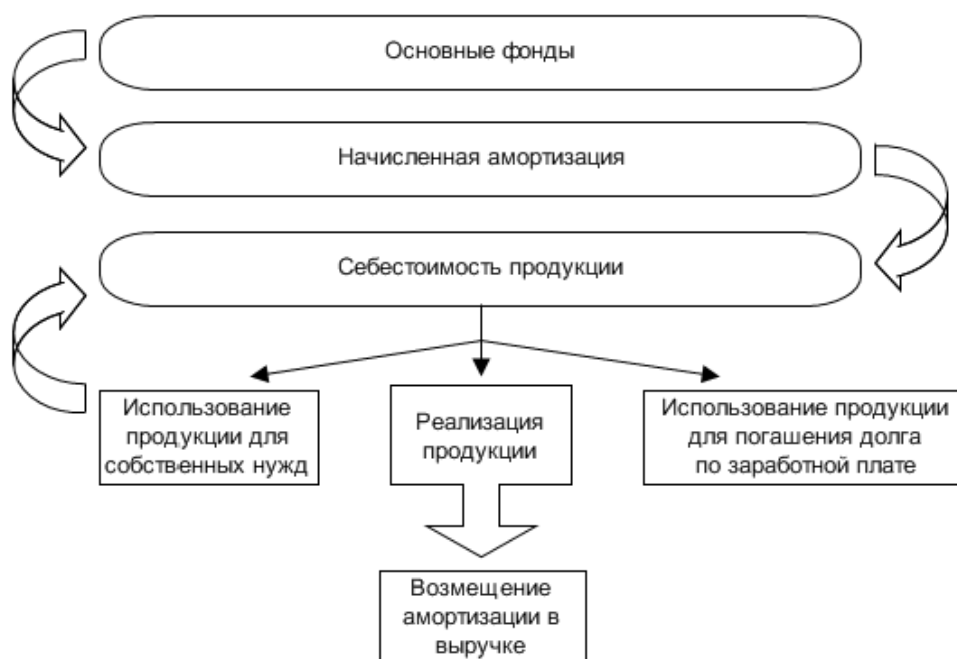 Основные фонды
Начисленная амортизация
Себестоимость продукции
Использование
продукции для
собственных нужд
Реализация
продукции
Использование продукции
для погашения долга
по заработной плате
Возмещение
амортизации в
выручке